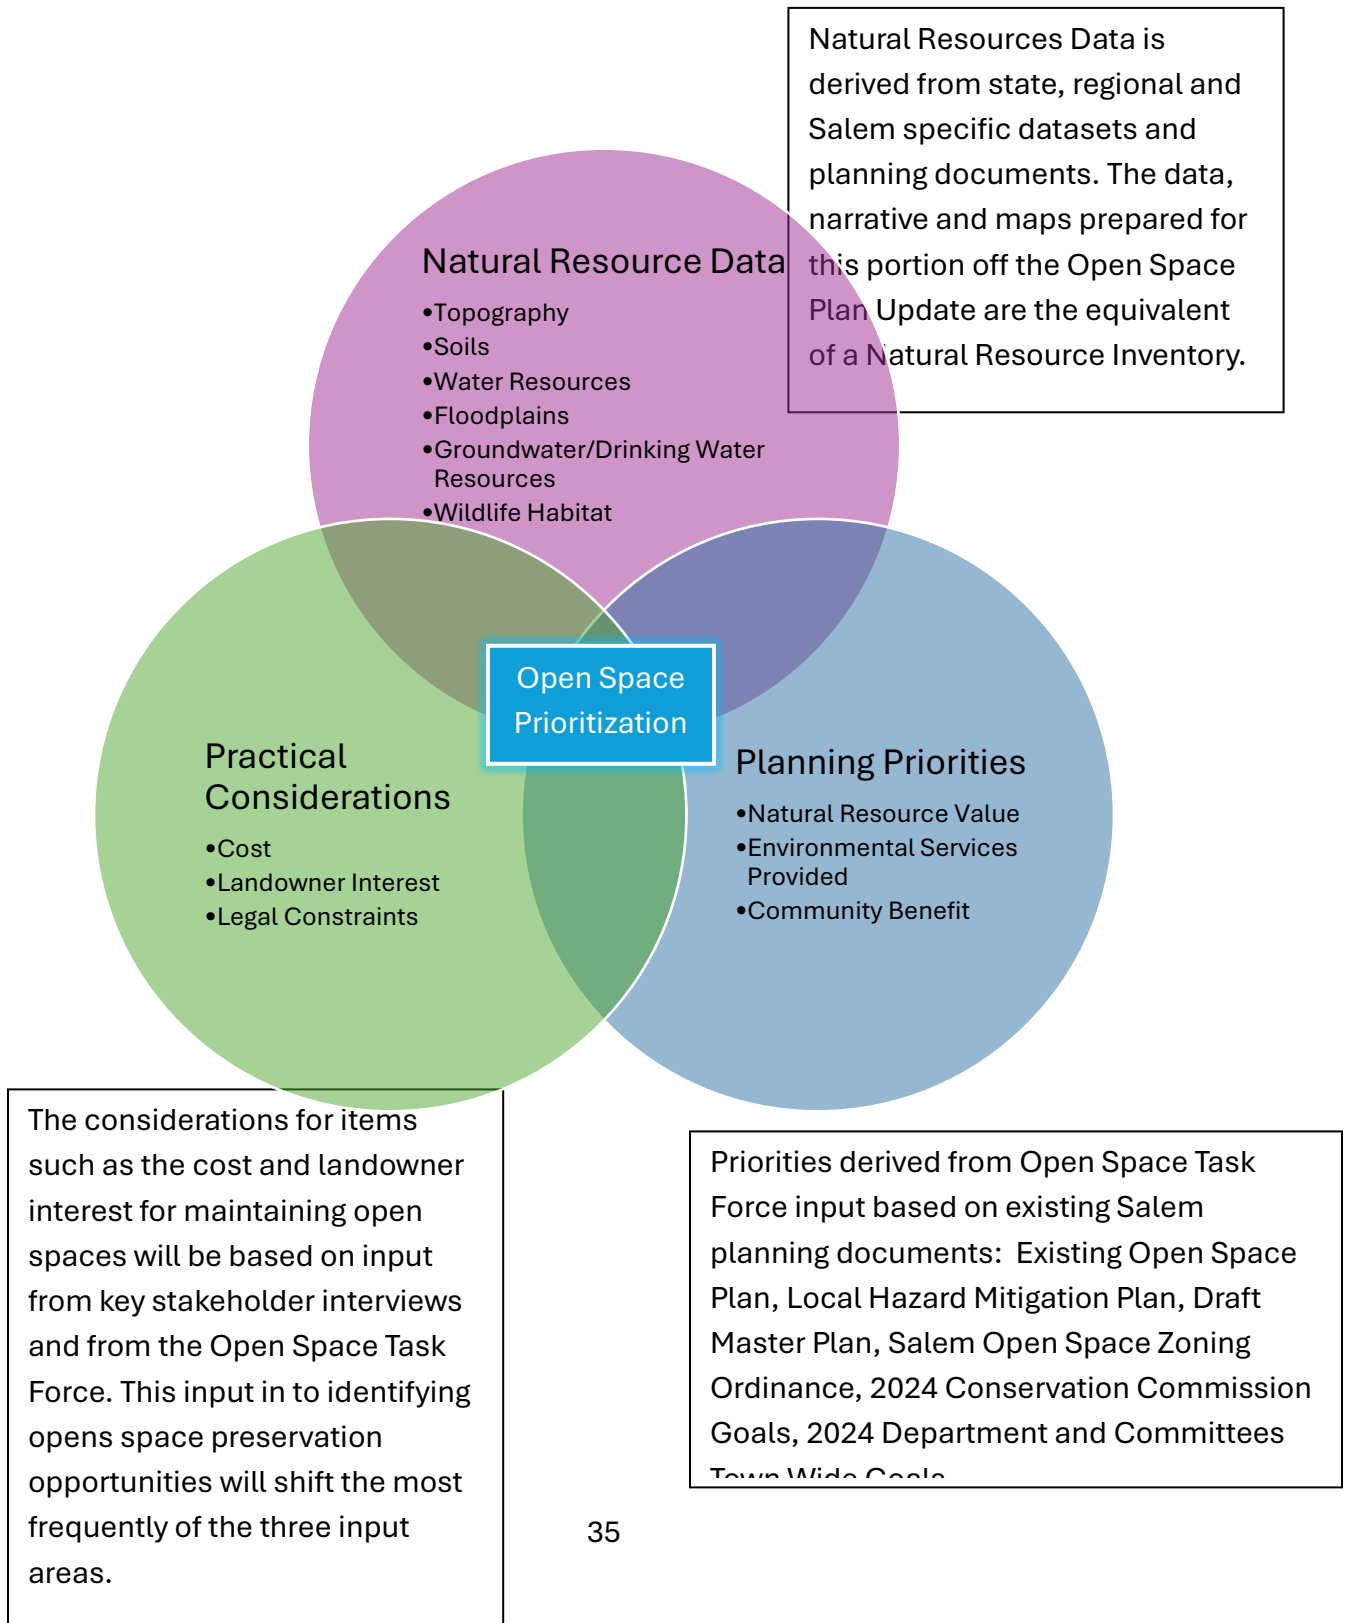 Natural Resources Data is
derived from state, regional and
Salem specific datasets and
planning documents. The data,
narrative and maps prepared for
this portion off the Open Space
Plan Update are the equivalent
of a Natural Resource Inventory.
Natural Resource Data
•Topography
•Soils
•Water Resources
•Floodplains
•Groundwater/Drinking Water
Resources
•Wildlife Habitat
Open Space
Prioritization
Practical
Considerations
•Cost
•Landowner Interest
•Legal Constraints
Planning Priorities
•Natural Resource Value
•Environmental Services
Provided
•Community Benefit
The considerations for items
such as the cost and landowner
interest for maintaining open
spaces will be based on input
from key stakeholder interviews
and from the Open Space Task
Force. This input in to identifying
opens space preservation
opportunities will shift the most
frequently of the three input
areas.
Priorities derived from Open Space Task
Force input based on existing Salem
planning documents:  Existing Open Space
Plan, Local Hazard Mitigation Plan, Draft
Master Plan, Salem Open Space Zoning
Ordinance, 2024 Conservation Commission
Goals, 2024 Department and Committees
Town Wide Goals
35